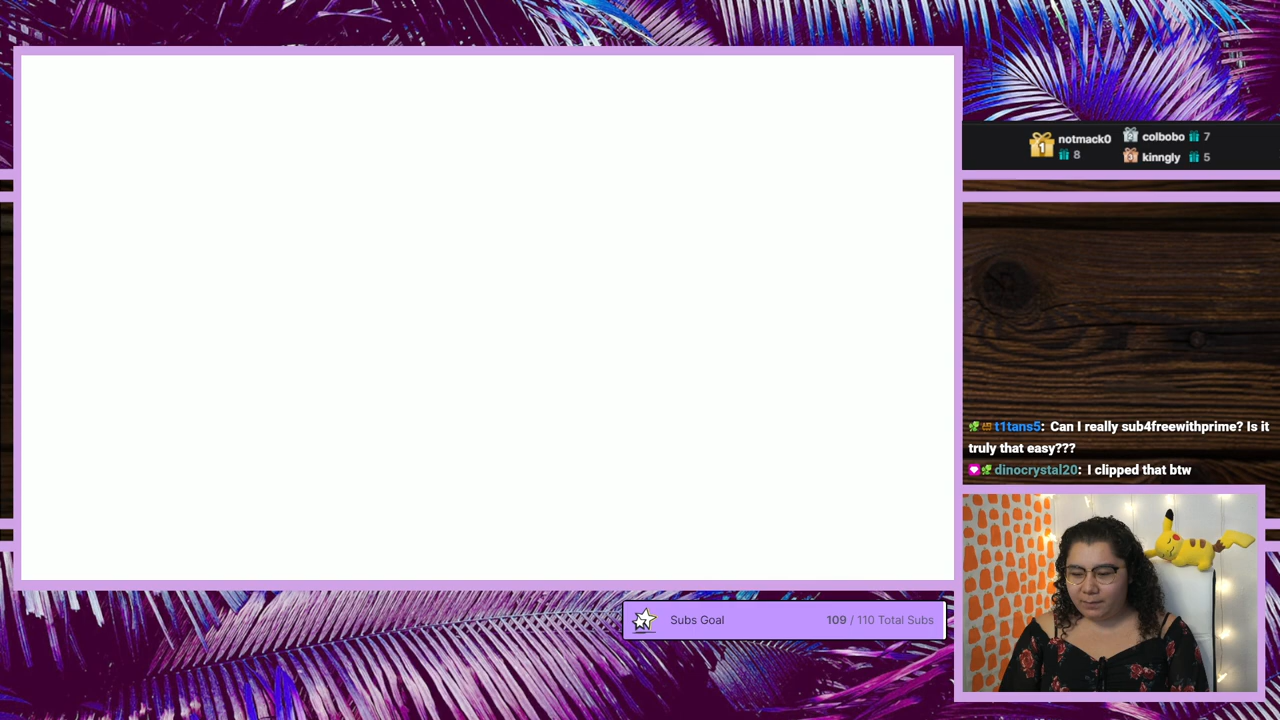 notmack0
8
colbobo 7
kinngly 5
t1tans5: Can I really sub4freewithprime? Is it
truly that easy???
dinocrystal20: I clipped that btw
Subs Goal 109 / 110 Total Subs